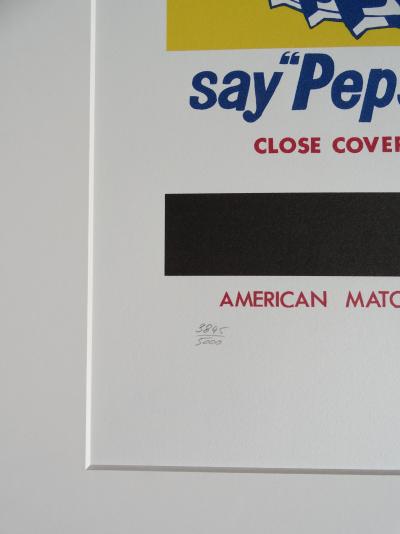 say "Peps
CLOSE COVER
AMERICAN MATC
3845
5000